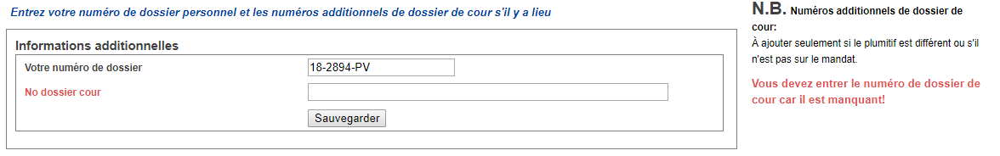 Entrez votre numéro de dossier personnel et les numéros additionnels de dossier de cour s'il y a lieu
Informations additionnelles
Votre numéro de dossier 18-2894-PV
No dossier cour
Sauvegarder
N.B. Numéros additionnels de dossier de
cour:
À ajouter seulement si le plumitif est différent ou s'il
n'est pas sur le mandat.
Vous devez entrer le numéro de dossier de
cour car il est manquant!